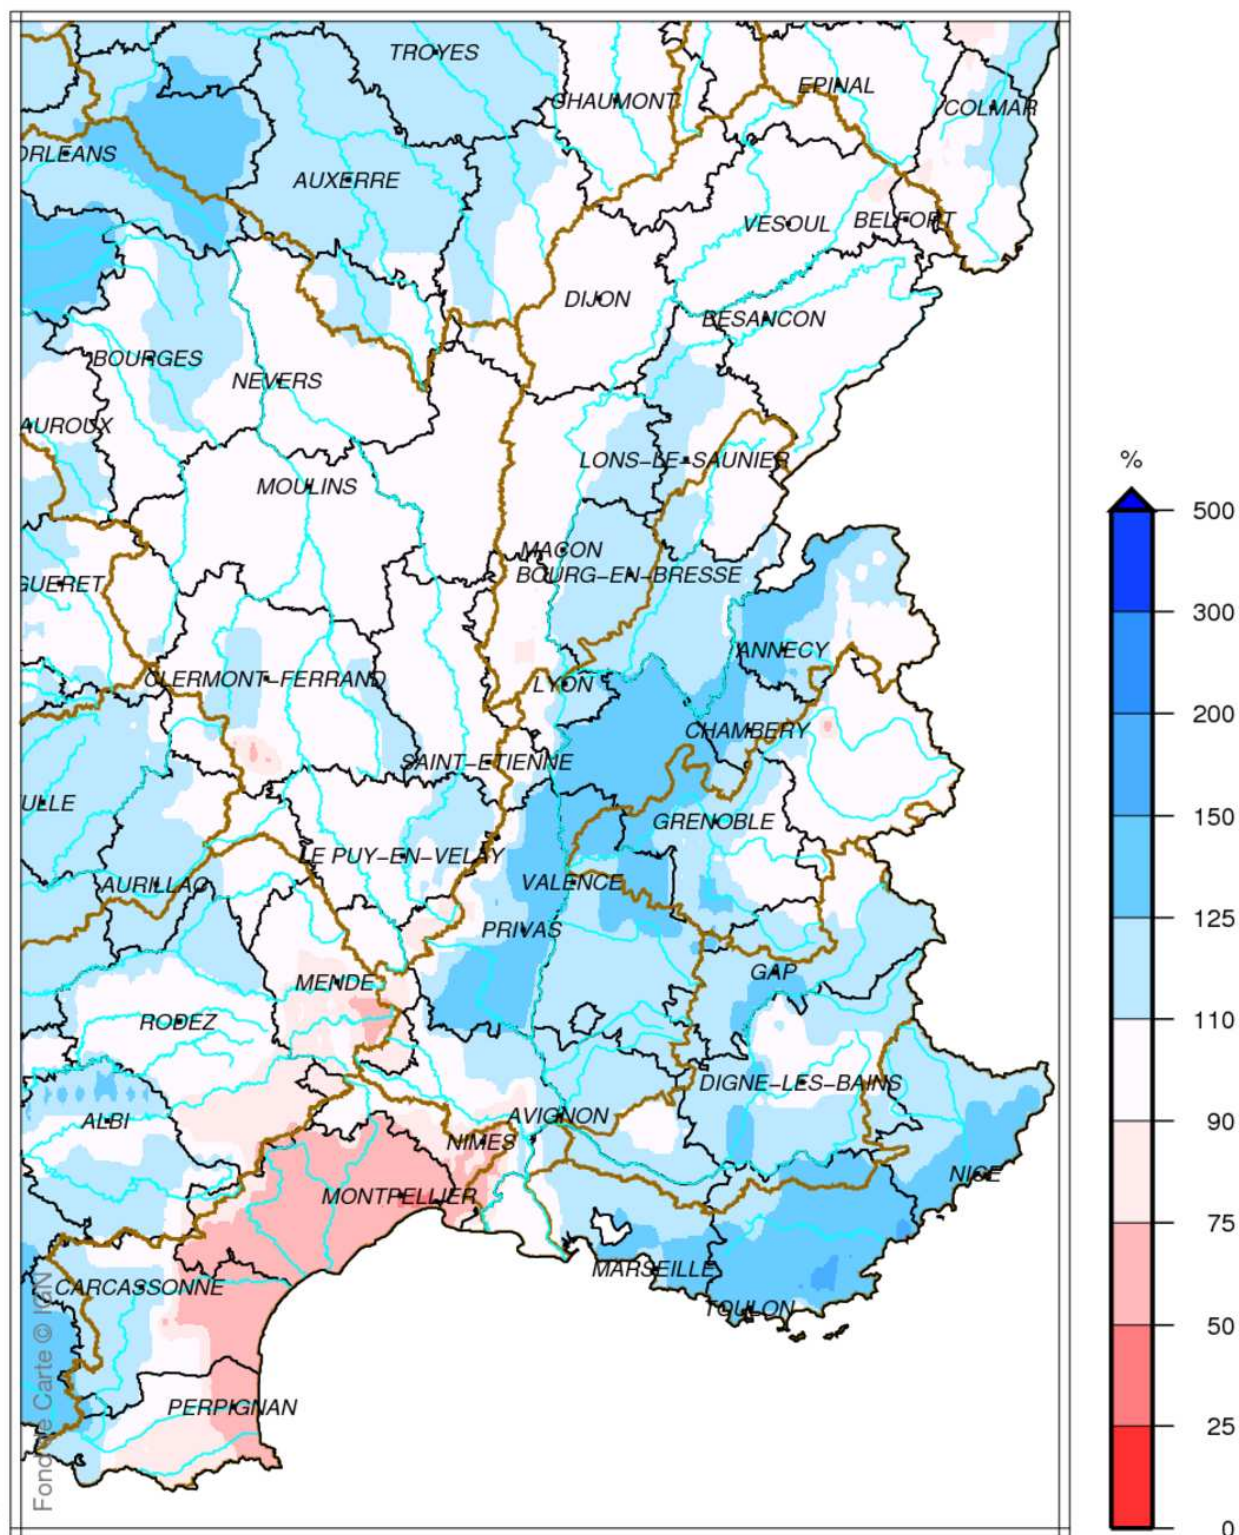 TROYES
EPINAL
CHAUMONT
COLMAR
ORLEANS
AUXERRE
VESOUL
BELFORT
DIJON
BESANCON
BOURGES
NEVERS
AUROUX
LONS-LE-SAUNIER
%
MOULINS
500
MACON
BOURG-EN-BRESSE
GUERET
300
ANNECY
CLERMONT-FERRAND
LYON
200
CHAMBERY
SAINT-ETIENNE
ULLE
150
GRENOBLE
LE PUY-EN-VELAY
VALENCE
AURILLAC
125
PRIVAS
GAP
MENDE
110
RODEZ
DIGNE-LES-BAINS
AVIGNON
ALBI
90
NIMES
NICE
MONTPELLIER
75
MARSEILLE
CARCASSONNE
TOULON
50
PERPIGNAN
25
Fond de Carte © IGN
0